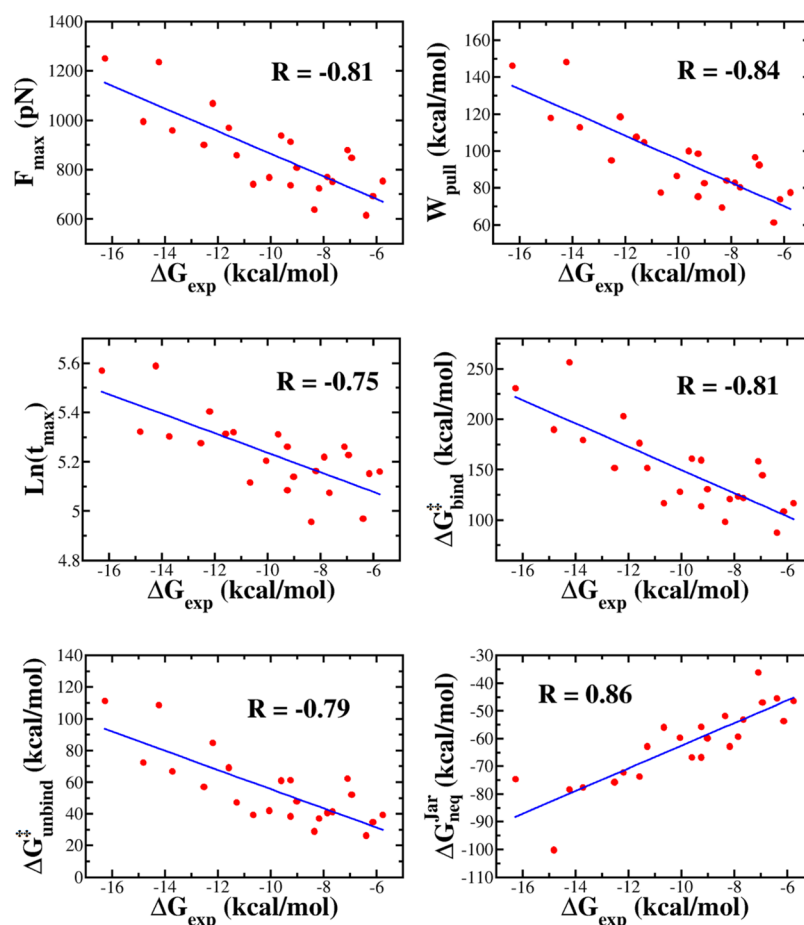 1400
1200
1000
800
600
F_max (pN)
R = -0.81
-16 -14 -12 -10 -8 -6
ΔG_exp (kcal/mol)
160
140
120
100
80
60
W_pull (kcal/mol)
R = -0.84
-16 -14 -12 -10 -8 -6
ΔG_exp (kcal/mol)
5.6
5.4
5.2
5
4.8
Ln(t_max)
R = -0.75
-16 -14 -12 -10 -8 -6
ΔG_exp (kcal/mol)
250
200
150
100
ΔG‡_bind (kcal/mol)
R = -0.81
-16 -14 -12 -10 -8 -6
ΔG_exp (kcal/mol)
140
120
100
80
60
40
20
0
ΔG‡_unbind (kcal/mol)
R = -0.79
-16 -14 -12 -10 -8 -6
ΔG_exp (kcal/mol)
-30
-40
-50
-60
-70
-80
-90
-100
-110
ΔG^Jar_neq (kcal/mol)
R = 0.86
-16 -14 -12 -10 -8 -6
ΔG_exp (kcal/mol)